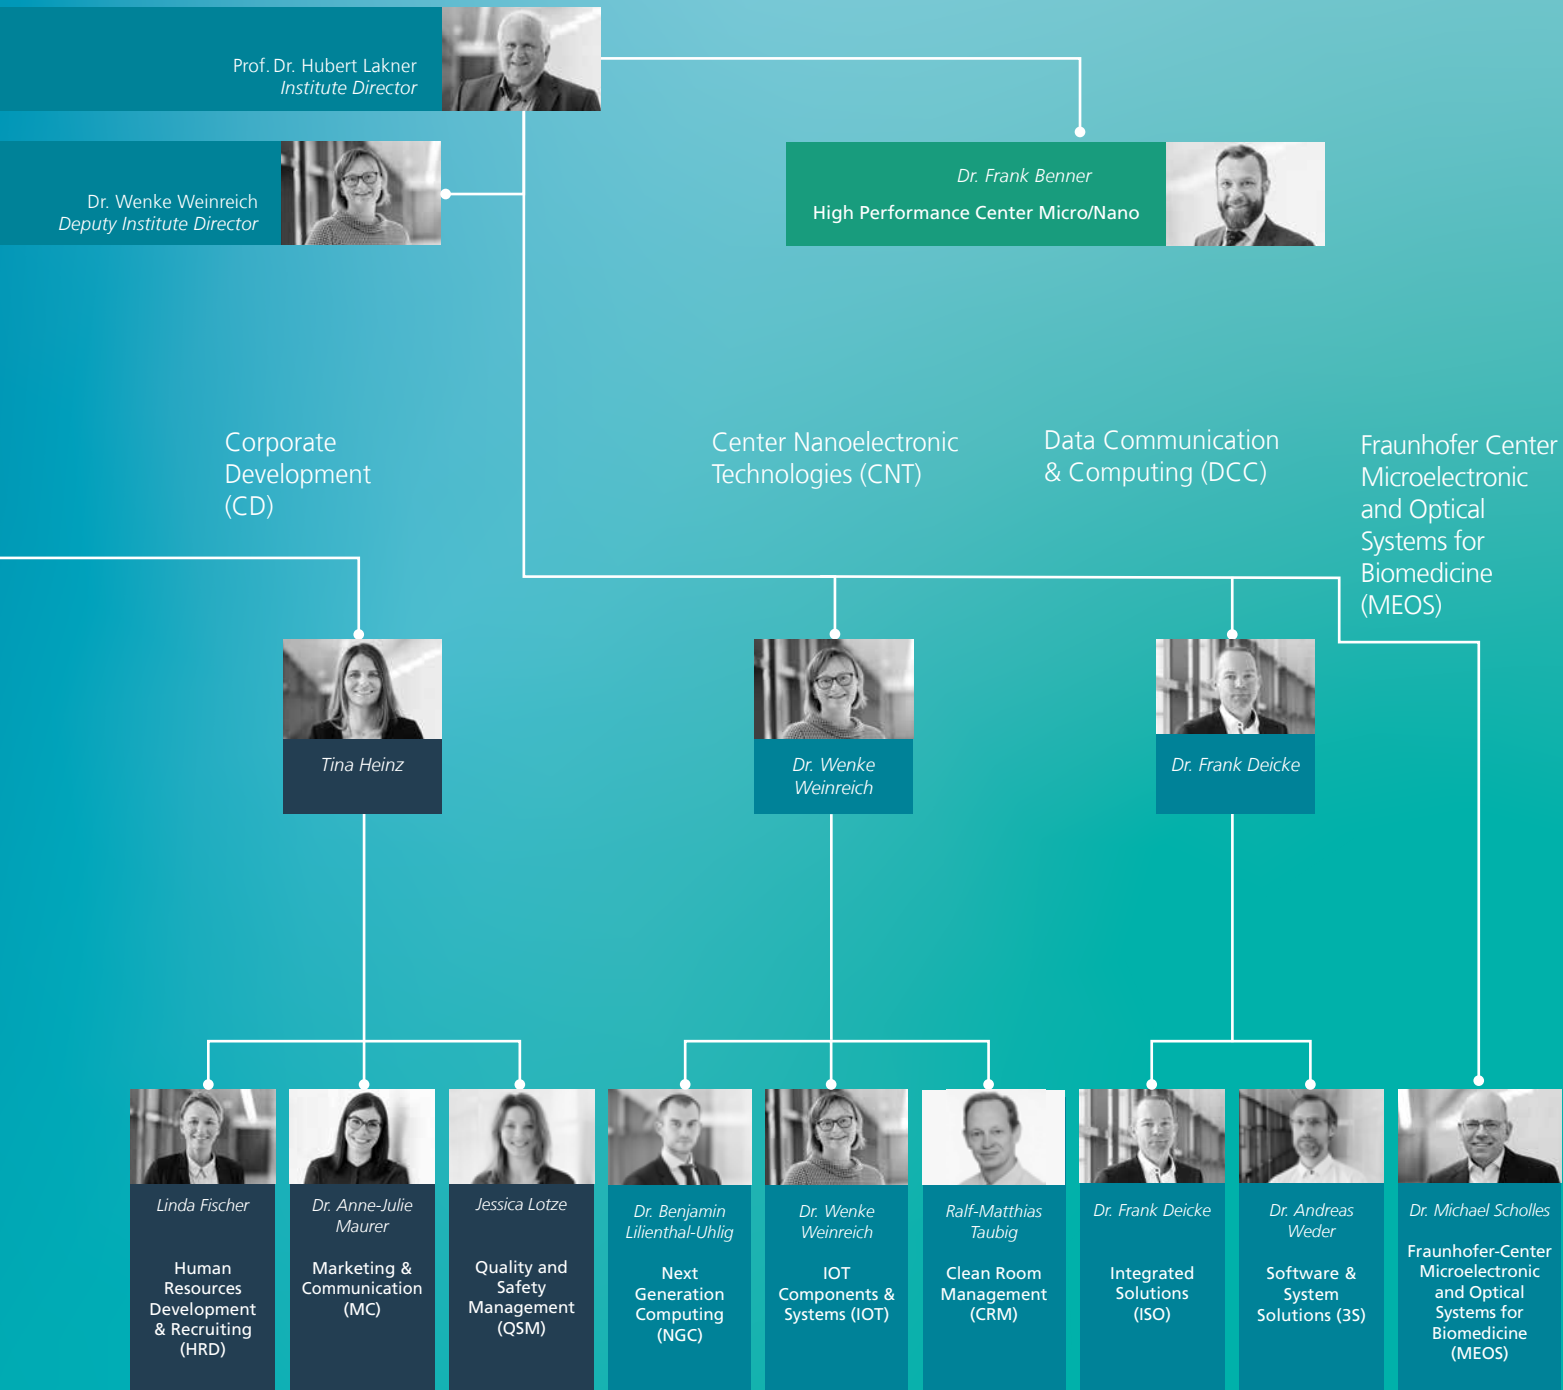 Prof. Dr. Hubert Lakner
Institute Director
Dr. Wenke Weinreich
Deputy Institute Director
Dr. Frank Benner
High Performance Center Micro/Nano
Corporate
Development
(CD)
Center Nanoelectronic
Technologies (CNT)
Data Communication
& Computing (DCC)
Fraunhofer Center
Microelectronic
and Optical
Systems for
Biomedicine
(MEOS)
Tina Heinz
Dr. Wenke
Weinreich
Dr. Frank Deicke
Linda Fischer
Human
Resources
Development
& Recruiting
(HRD)
Dr. Anne-Julie
Maurer
Marketing &
Communication
(MC)
Jessica Lotze
Quality and
Safety
Management
(QSM)
Dr. Benjamin
Lilienthal-Uhlig
Next
Generation
Computing
(NGC)
Dr. Wenke
Weinreich
IOT
Components &
Systems (IOT)
Ralf-Matthias
Taubig
Clean Room
Management
(CRM)
Dr. Frank Deicke
Integrated
Solutions
(ISO)
Dr. Andreas
Weder
Software &
System
Solutions (3S)
Dr. Michael Scholles
Fraunhofer-Center
Microelectronic
and Optical
Systems for
Biomedicine
(MEOS)